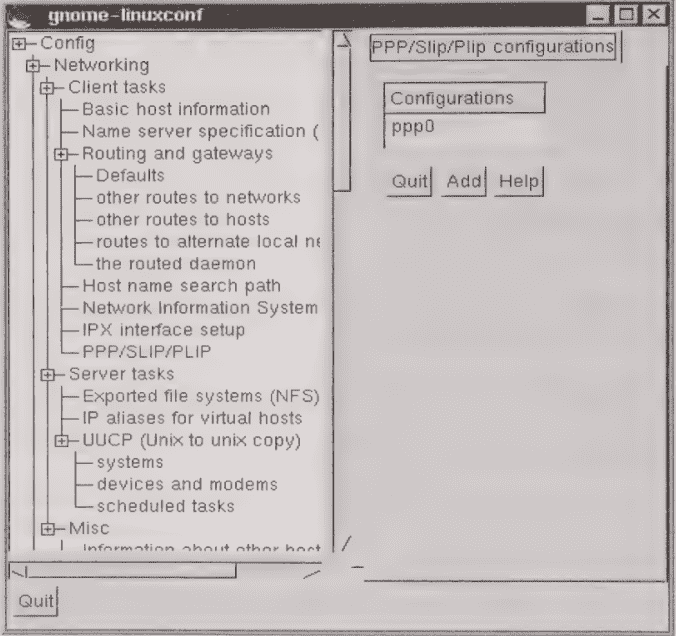 gnome-linuxconf
Config
Networking
Client tasks
Basic host information
Name server specification (
Routing and gateways
Defaults
other routes to networks
other routes to hosts
routes to alternate local ne
the routed daemon
Host name search path
Network Information System
IPX interface setup
PPP/SLIP/PLIP
Server tasks
Exported file systems (NFS)
IP aliases for virtual hosts
UUCP (Unix to unix copy)
systems
devices and modems
scheduled tasks
Misc
Information about other host
Quit
PPP/Slip/Plip configurations
Configurations
ppp0
Quit Add Help